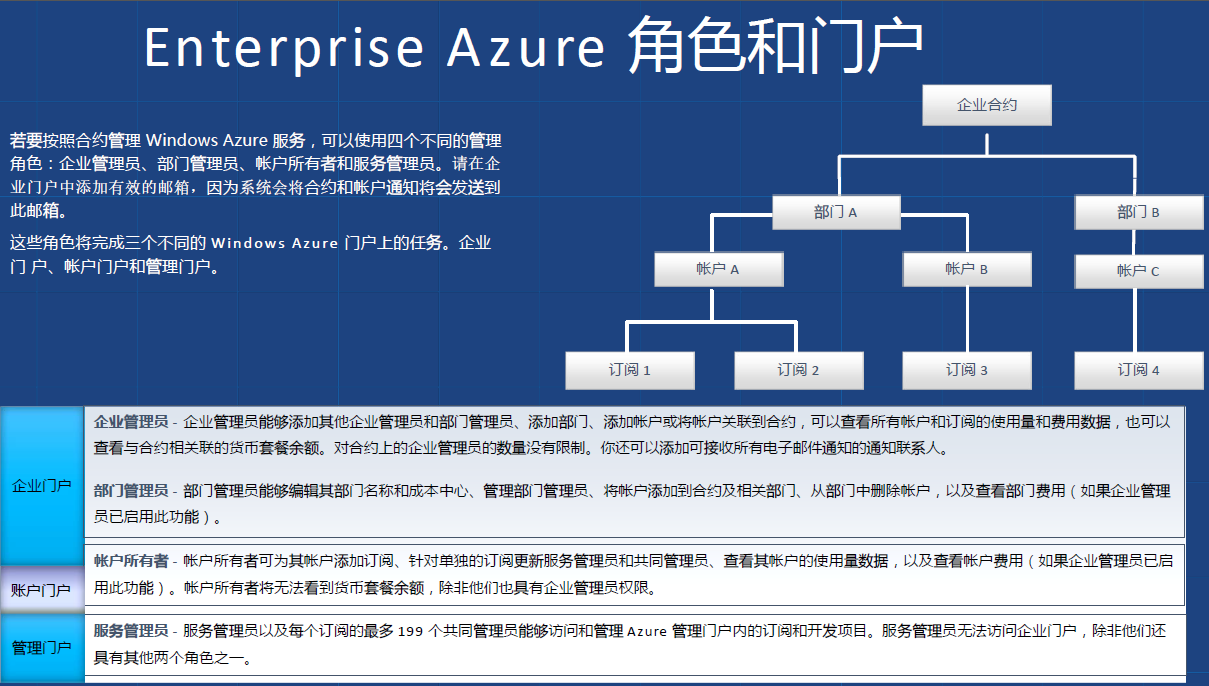 Enterprise Azure 角色和门户
若要按照合约管理 Windows Azure 服务，可以使用四个不同的管理
角色：企业管理员、部门管理员、帐户所有者和服务管理员。请在企
业门户中添加有效的邮箱，因为系统会将合约和帐户通知将会发送到
此邮箱。
这些角色将完成三个不同的 Windows Azure 门户上的任务。企业
门 户、帐户门户和管理门户。
企业合约
部门 A
部门 B
帐户 A
帐户 B
帐户 C
订阅 1
订阅 2
订阅 3
订阅 4
企业门户
企业管理员 - 企业管理员能够添加其他企业管理员和部门管理员、添加部门、添加帐户或将帐户关联到合约，可以查看所有帐户和订阅的使用量和费用数据，也可以
查看与合约相关联的货币套餐余额。对合约上的企业管理员的数量没有限制。你还可以添加可接收所有电子邮件通知的通知联系人。
部门管理员 - 部门管理员能够编辑其部门名称和成本中心、管理部门管理员、将帐户添加到合约及相关部门、从部门中删除帐户，以及查看部门费用（如果企业管理
员已启用此功能）。
账户门户
帐户所有者 - 帐户所有者可为其帐户添加订阅、针对单独的订阅更新服务管理员和共同管理员、查看其帐户的使用量数据，以及查看帐户费用（如果企业管理员已启
用此功能）。帐户所有者将无法看到货币套餐余额，除非他们也具有企业管理员权限。
管理门户
服务管理员 - 服务管理员以及每个订阅的最多 199 个共同管理员能够访问和管理 Azure 管理门户内的订阅和开发项目。服务管理员无法访问企业门户，除非他们还
具有其他两个角色之一。